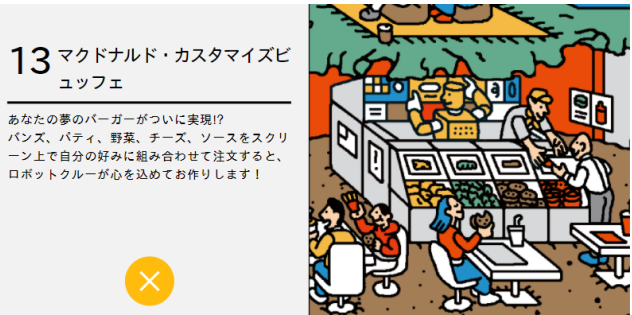 13
マクドナルド・カスタマイズビ
ュッフェ
あなたの夢のバーガーがついに実現!?
バンズ、パティ、野菜、チーズ、ソースをスクリ
ーン上で自分の好みに組み合わせて注文すると、
ロボットクルーが心を込めてお作りします！